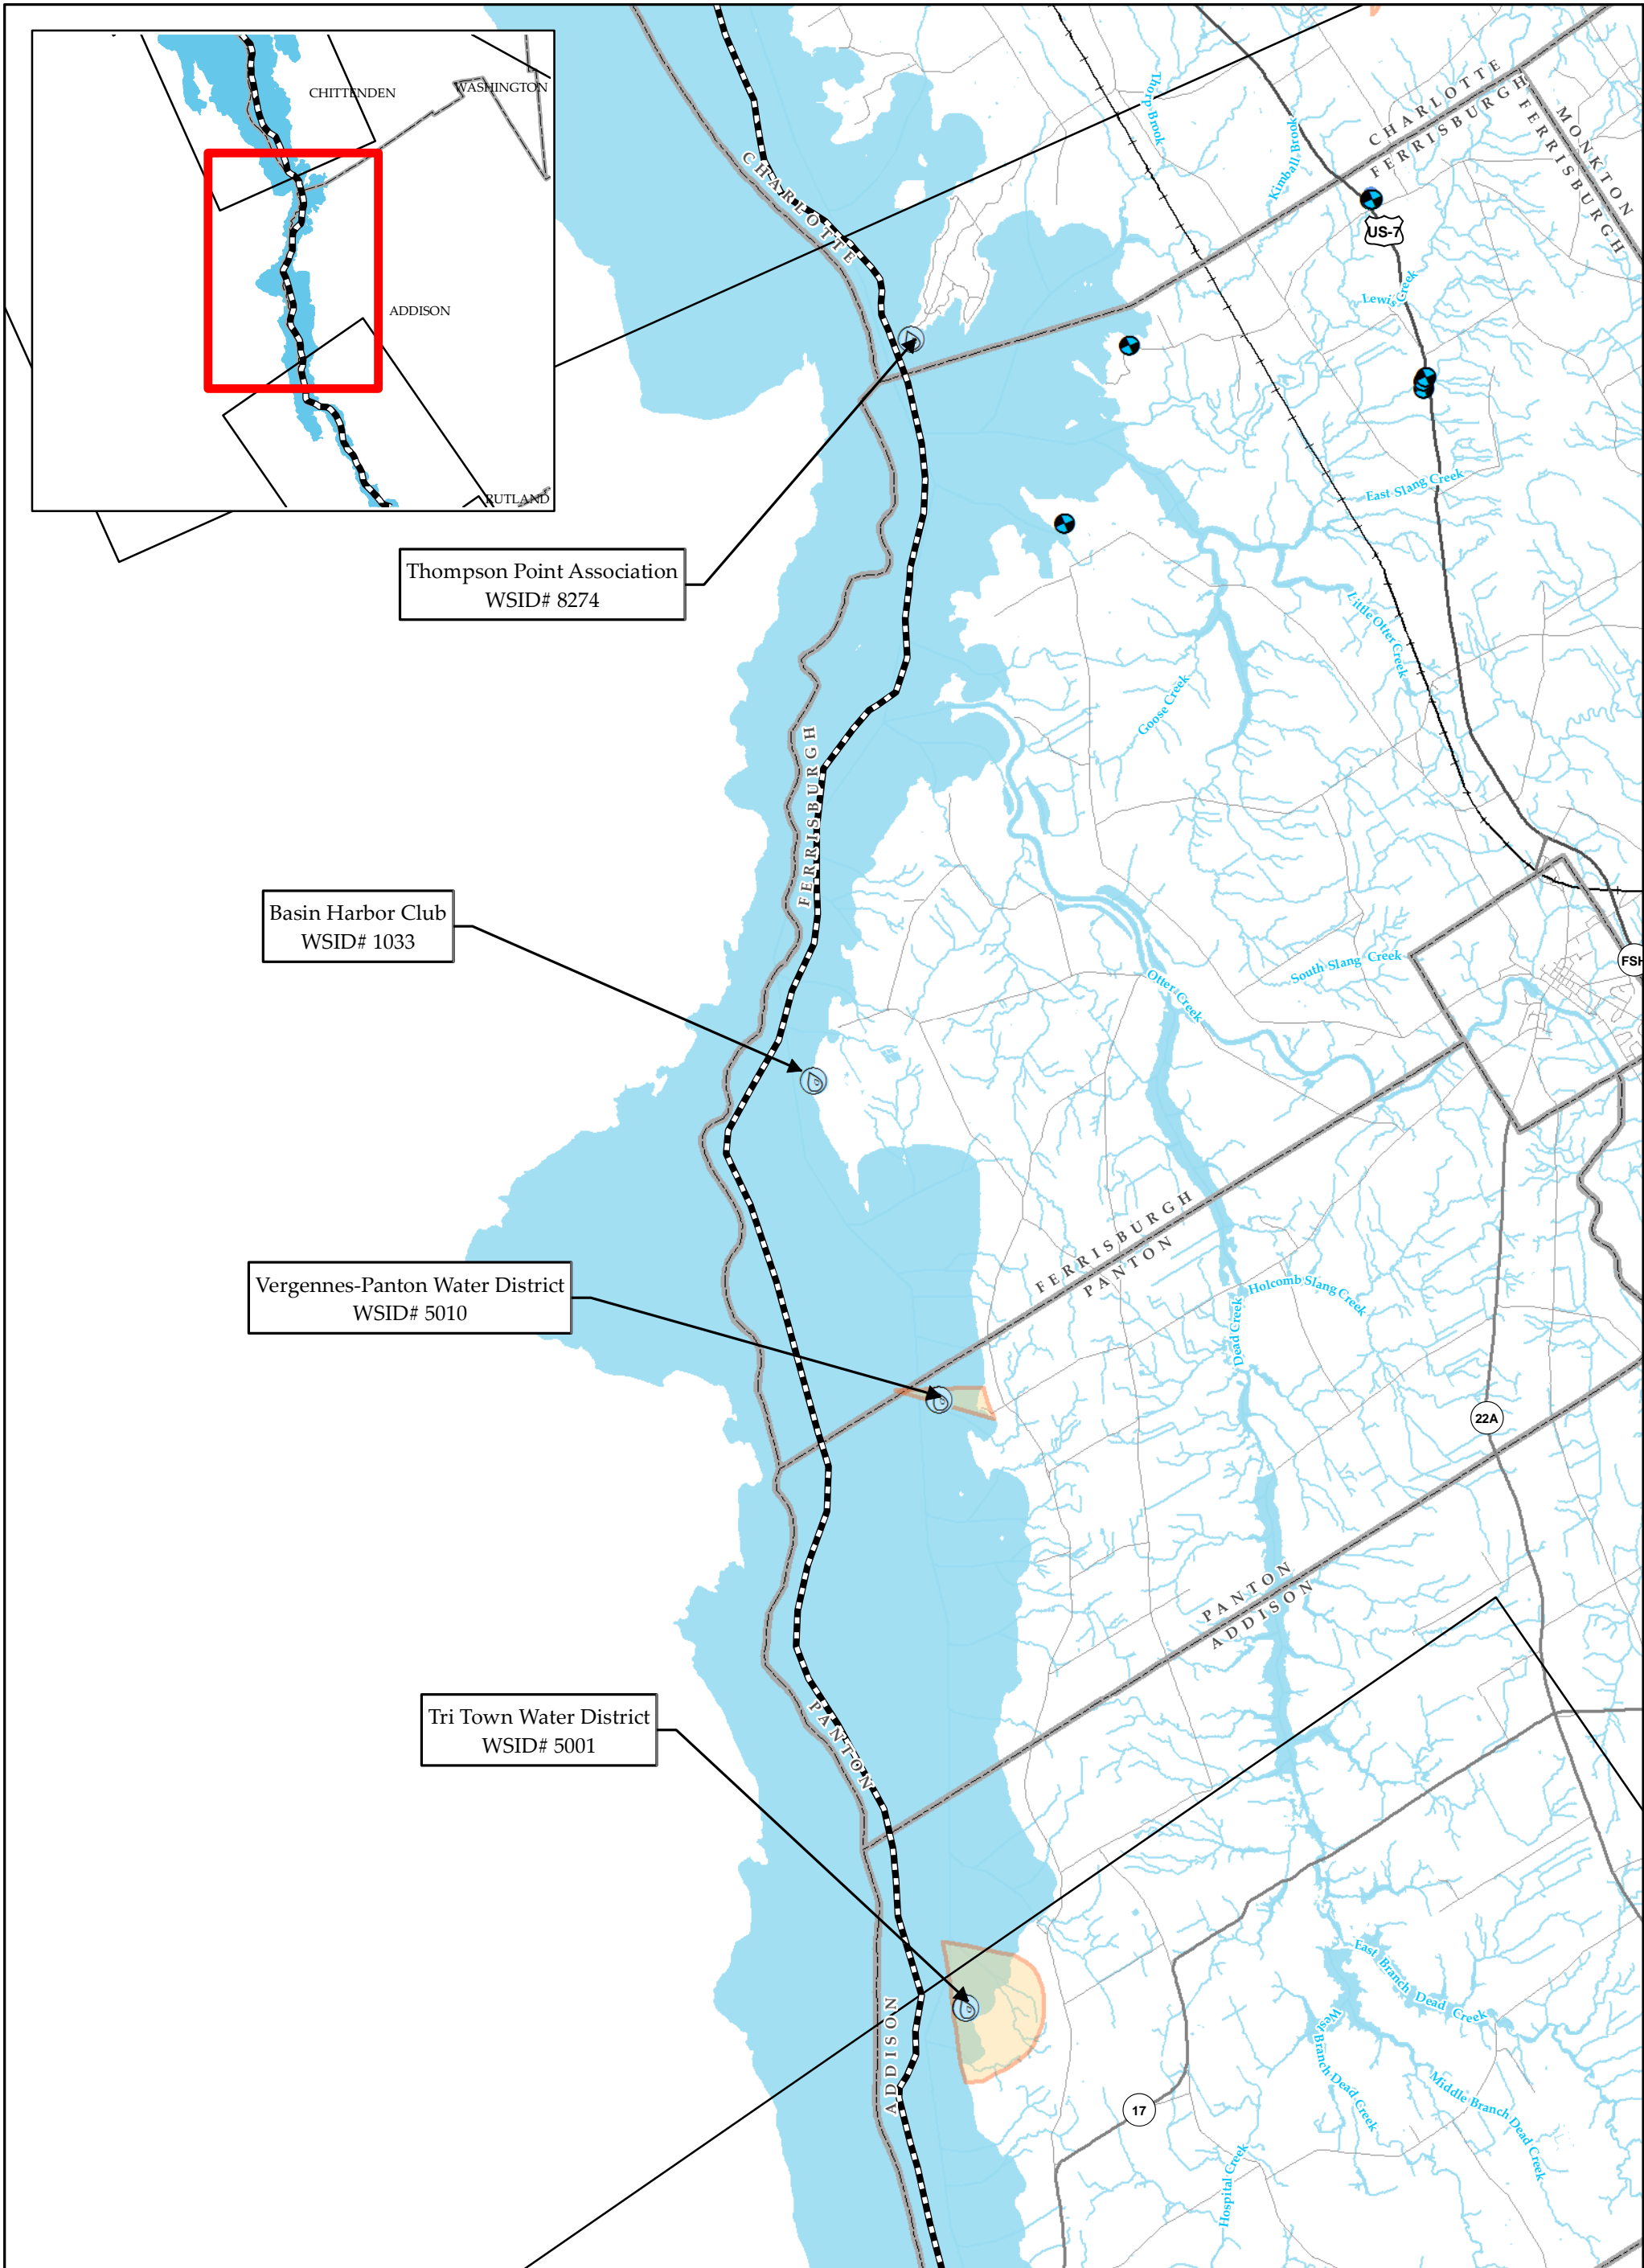 CHITTENDEN
WASHINGTON
ADDISON
RUTLAND
Thorp Brook
Kimball Brook
CHARLOTTE
FERRISBURGH
MONKTON
FERRISBURGH
CHARLOTTE
US-7
Lewis Creek
East Slang Creek
Thompson Point Association
WSID# 8274
Little Otter Creek
Goose Creek
FERRISBURGH
Basin Harbor Club
WSID# 1033
South Slang Creek
Otter Creek
FSH
FERRISBURGH
PANTON
Vergennes-Panton Water District
WSID# 5010
Holcomb Slang Creek
Dead Creek
22A
PANTON
ADDISON
Tri Town Water District
WSID# 5001
PANTON
ADDISON
East Branch Dead Creek
West Branch Dead Creek
Middle Branch Dead Creek
17
Hospital Creek